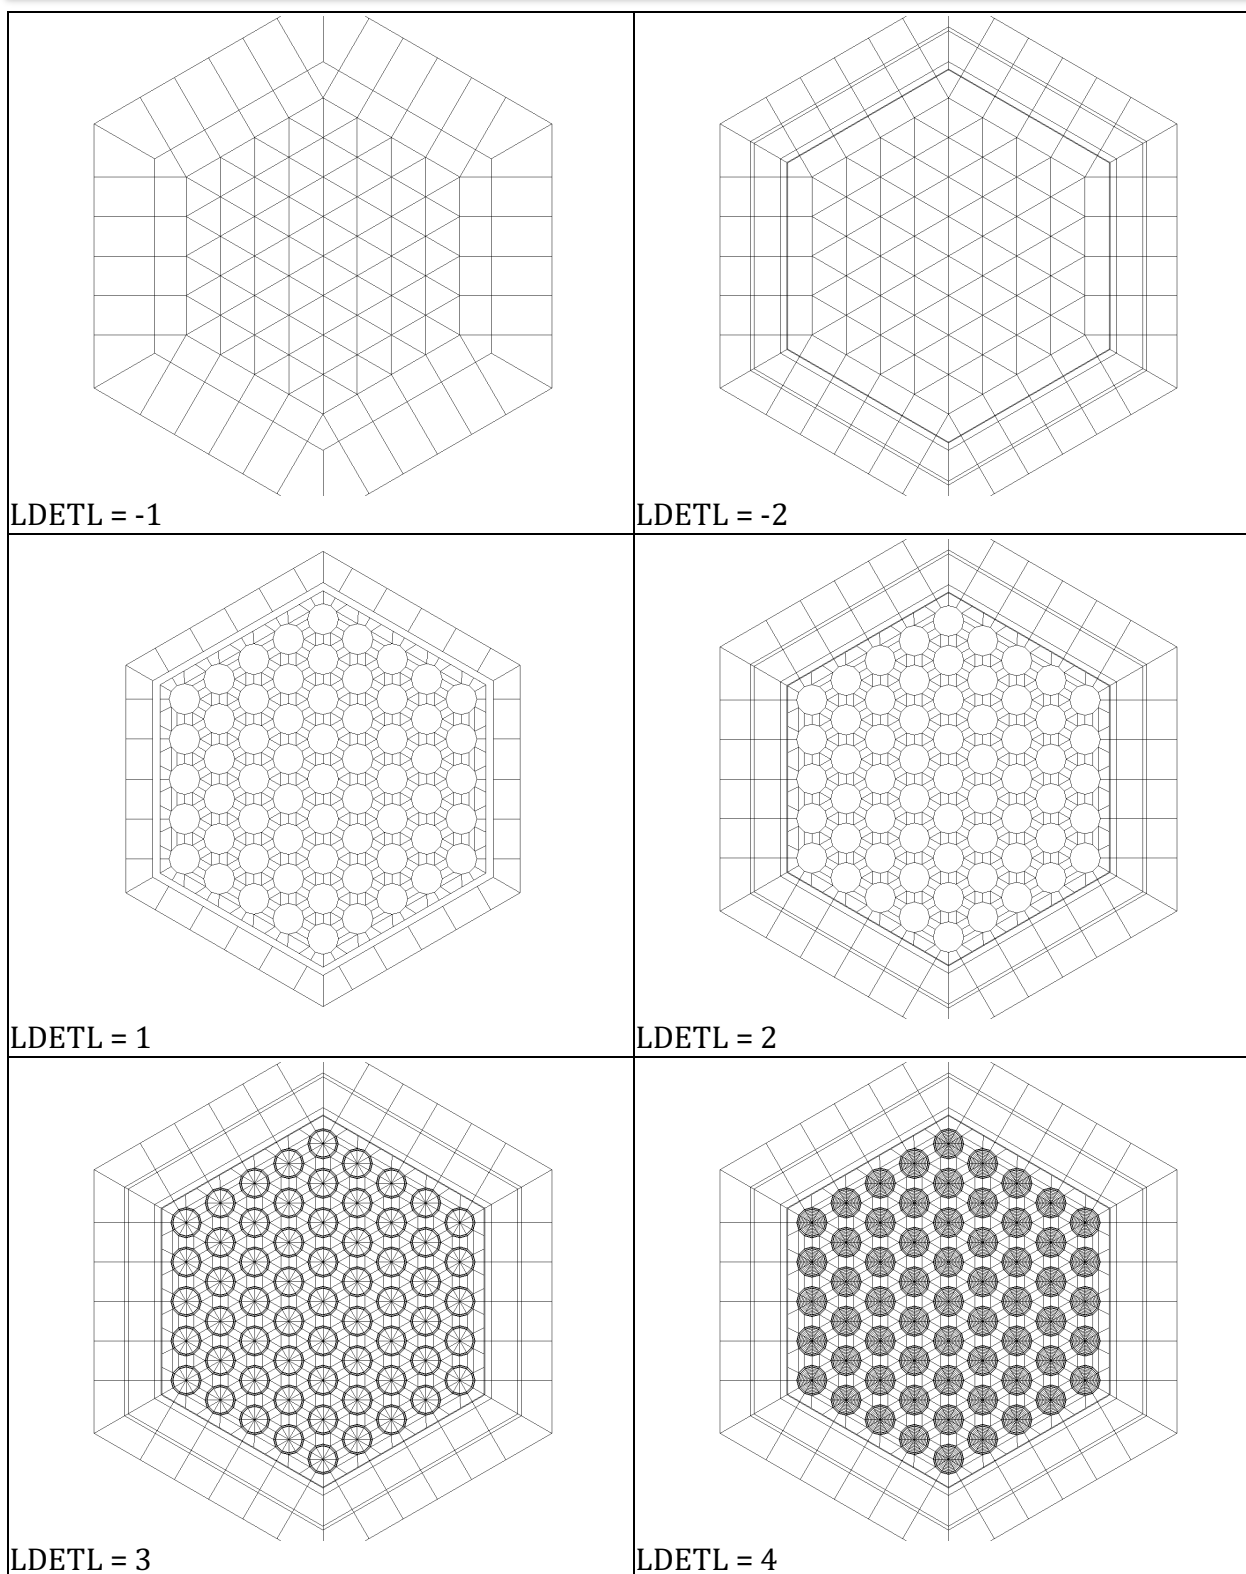 LDETL = -1
LDETL = -2
LDETL = 1
LDETL = 2
LDETL = 3
LDETL = 4